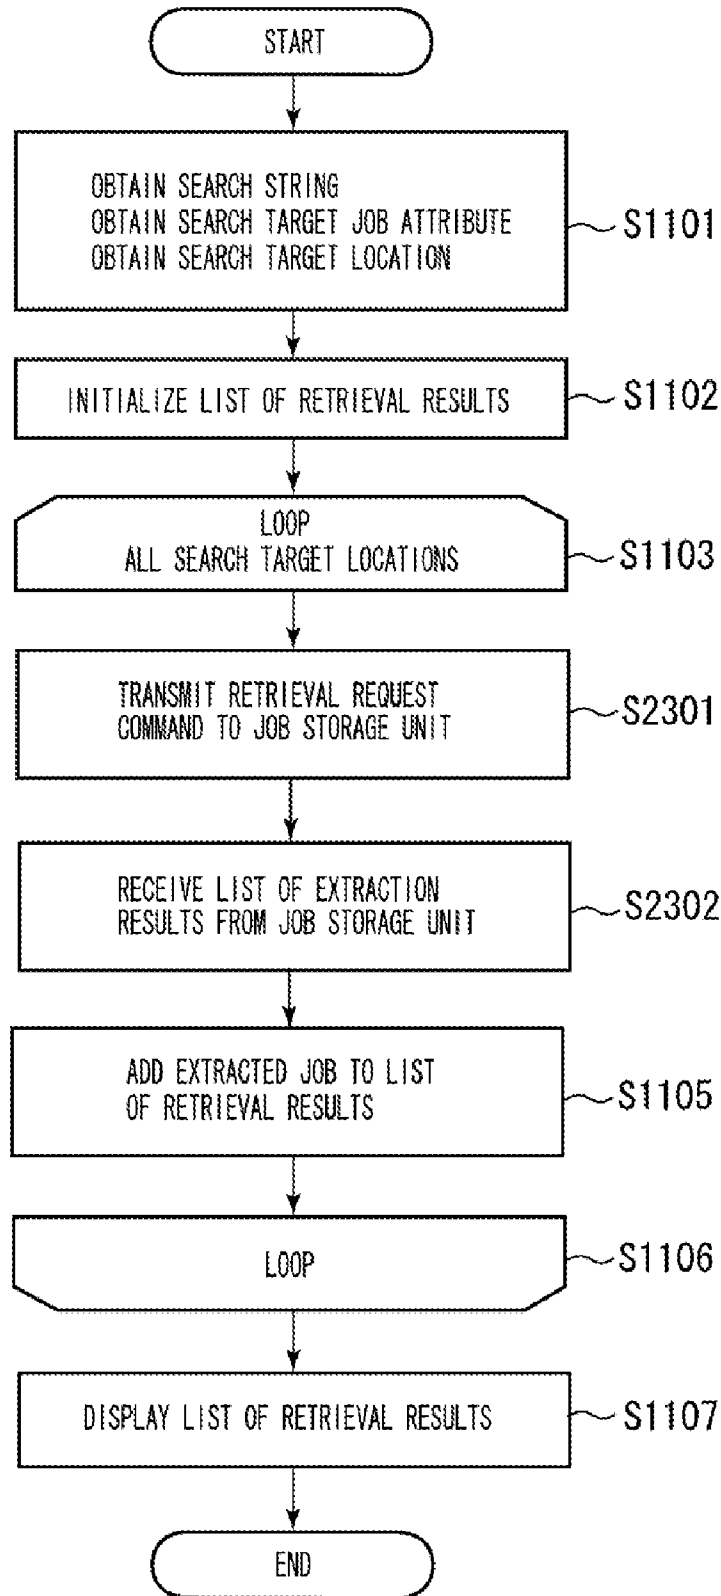 START
OBTAIN SEARCH STRING
OBTAIN SEARCH TARGET JOB ATTRIBUTE
OBTAIN SEARCH TARGET LOCATION
S1101
INITIALIZE LIST OF RETRIEVAL RESULTS
S1102
LOOP
ALL SEARCH TARGET LOCATIONS
S1103
TRANSMIT RETRIEVAL REQUEST
COMMAND TO JOB STORAGE UNIT
S2301
RECEIVE LIST OF EXTRACTION
RESULTS FROM JOB STORAGE UNIT
S2302
ADD EXTRACTED JOB TO LIST
OF RETRIEVAL RESULTS
S1105
LOOP
S1106
DISPLAY LIST OF RETRIEVAL RESULTS
S1107
END